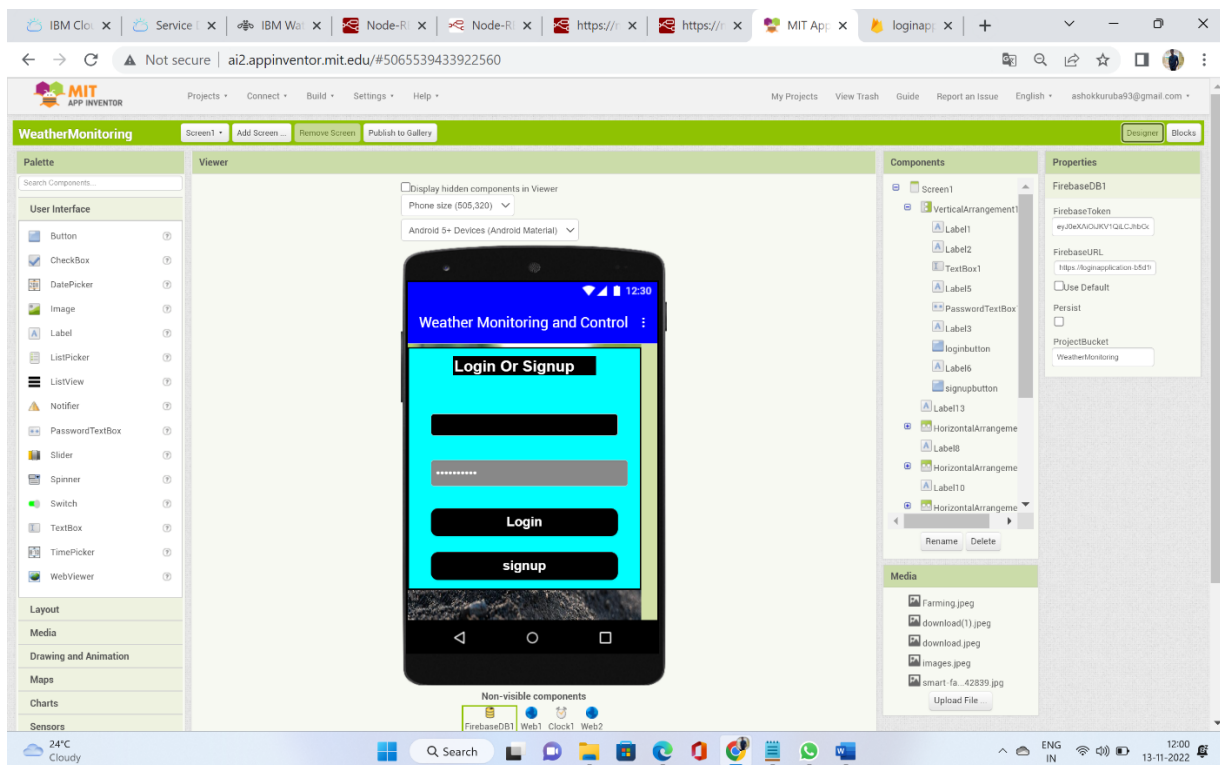 IBM Clou
Service D
IBM Wat
Node-RE
Node-RE
https://n
https://n
MIT App
loginapp
Not secure ai2.appinventor.mit.edu/#5065539433922560
MIT
APP INVENTOR
Projects Connect Build Settings Help My Projects View Trash Guide Report an Issue English ashokkuruba93@gmail.com
WeatherMonitoring Screen1 Add Screen ... Remove Screen Publish to Gallery Designer Blocks
Palette
Search Components...
User Interface
Button
CheckBox
DatePicker
Image
Label
ListPicker
ListView
Notifier
PasswordTextBox
Slider
Spinner
Switch
TextBox
TimePicker
WebViewer
Layout
Media
Drawing and Animation
Maps
Charts
Sensors
Viewer
Display hidden components in Viewer
Phone size (505,320)
Android 5+ Devices (Android Material)
12:30
Weather Monitoring and Control
Login Or Signup
Login
signup
Non-visible components
FirebaseDB1 Web1 Clock1 Web2
Components
Screen1
VerticalArrangement1
Label1
Label2
TextBox1
Label5
PasswordTextBox
Label3
loginbutton
Label6
signupbutton
Label13
HorizontalArrangeme
Label8
HorizontalArrangeme
Label10
HorizontalArrangeme
Rename Delete
Media
Farming.jpeg
download(1).jpeg
download.jpeg
images.jpeg
smart-fa...42839.jpg
Upload File ...
Properties
FirebaseDB1
FirebaseToken
FirebaseURL
Use Default
Persist
ProjectBucket
WeatherMonitoring
24°C
Cloudy
Search
ENG
IN
12:00
13-11-2022